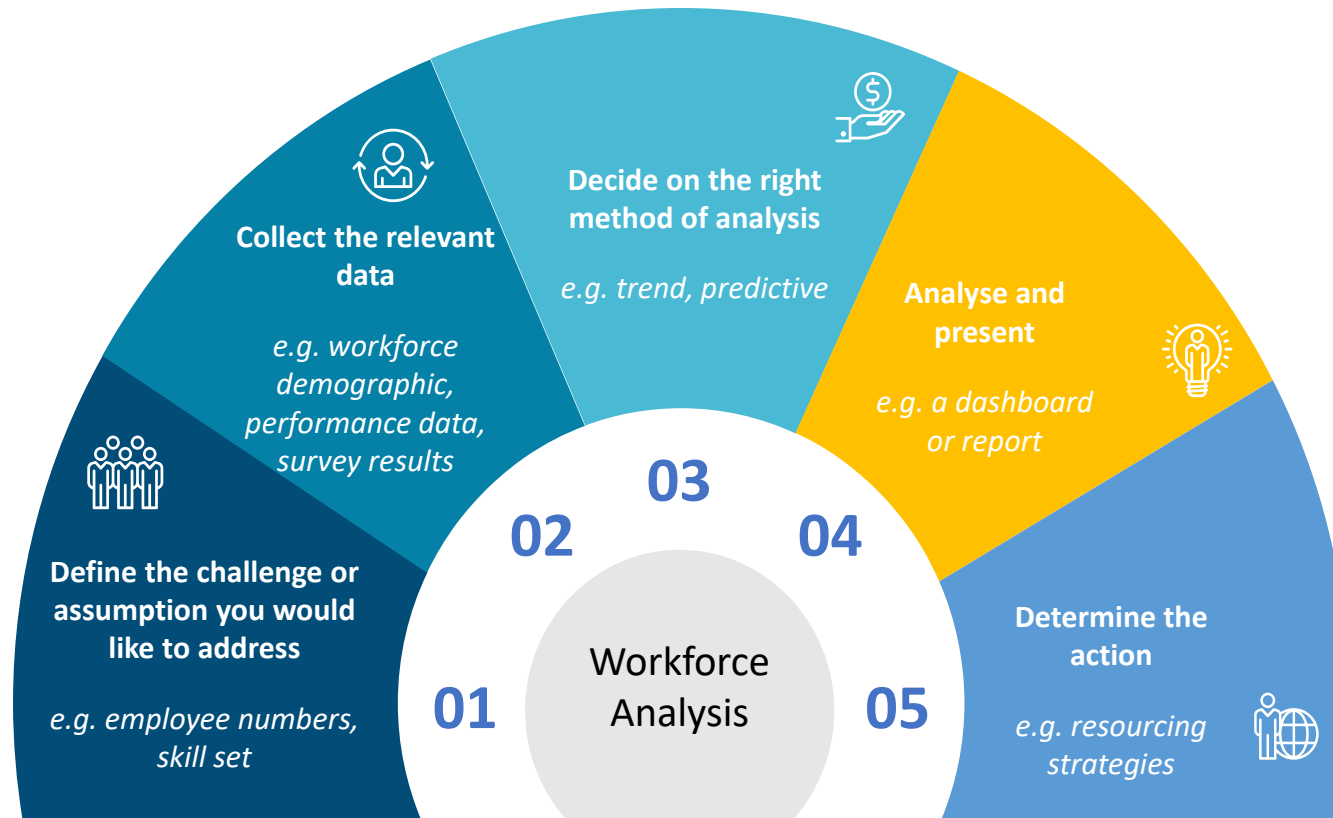 01
Define the challenge or
assumption you would
like to address
e.g. employee numbers,
skill set
02
Collect the relevant
data
e.g. workforce
demographic,
performance data,
survey results
03
Decide on the right
method of analysis
e.g. trend, predictive
$
04
Analyse and
present
e.g. a dashboard
or report
05
Determine the
action
e.g. resourcing
strategies
Workforce
Analysis